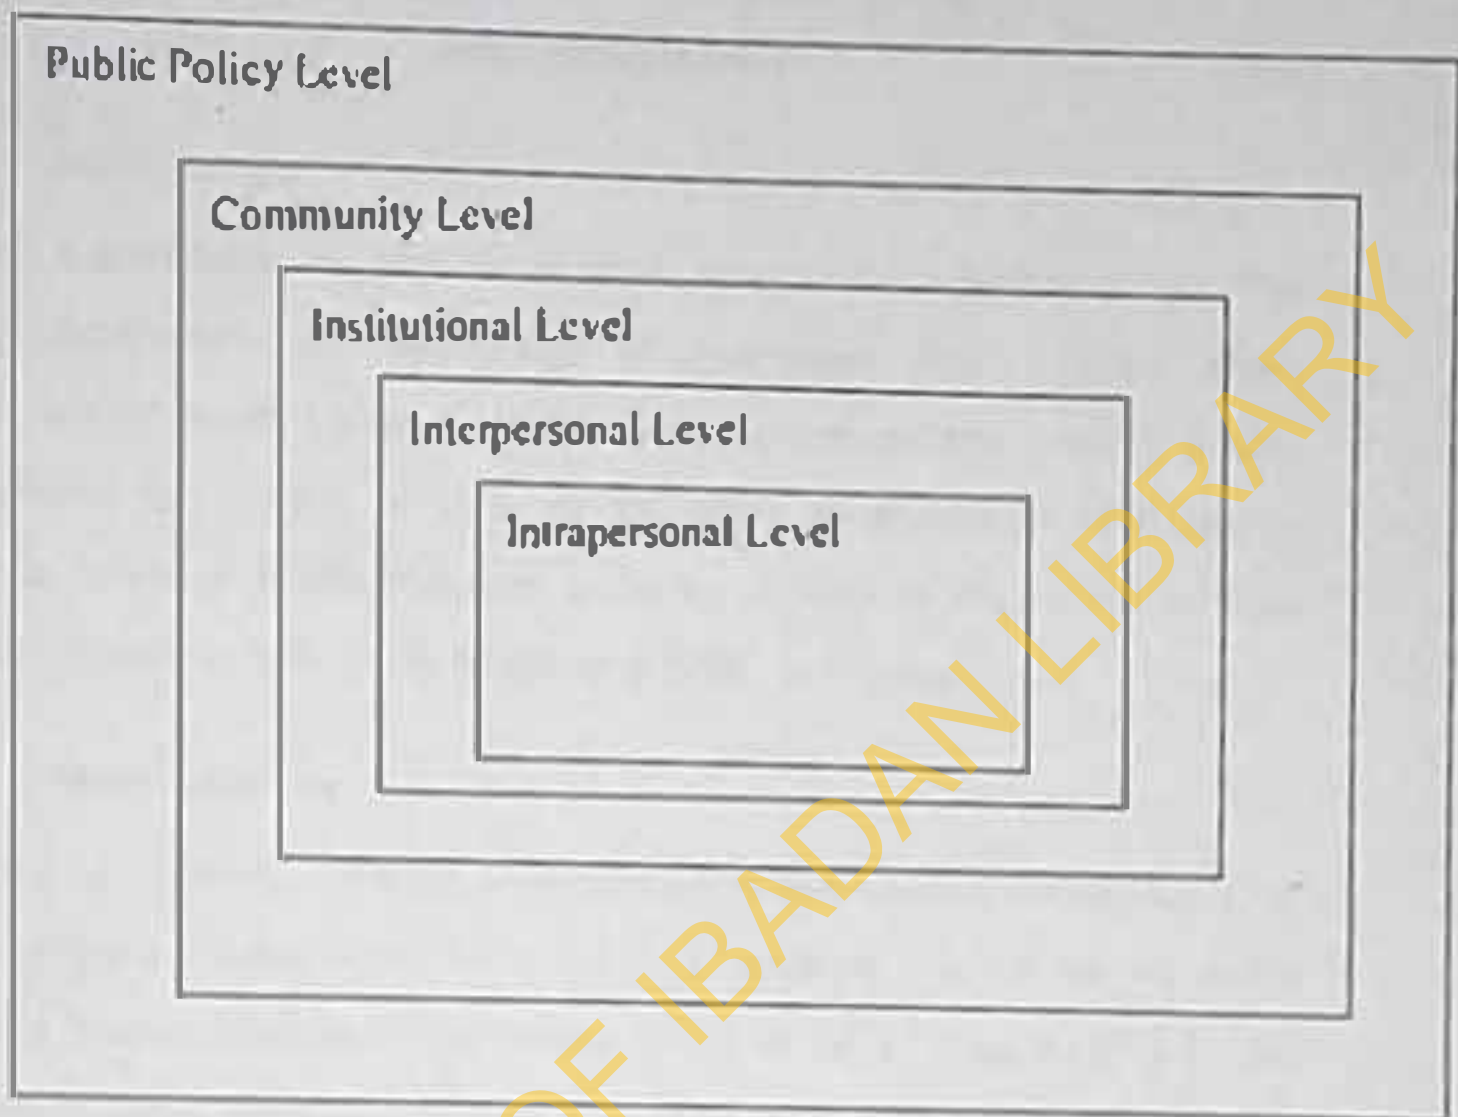 Public Policy Level
Community Level
Institutional Level
Interpersonal Level
Intrapersonal Level
OF IBADAN LIBRARY